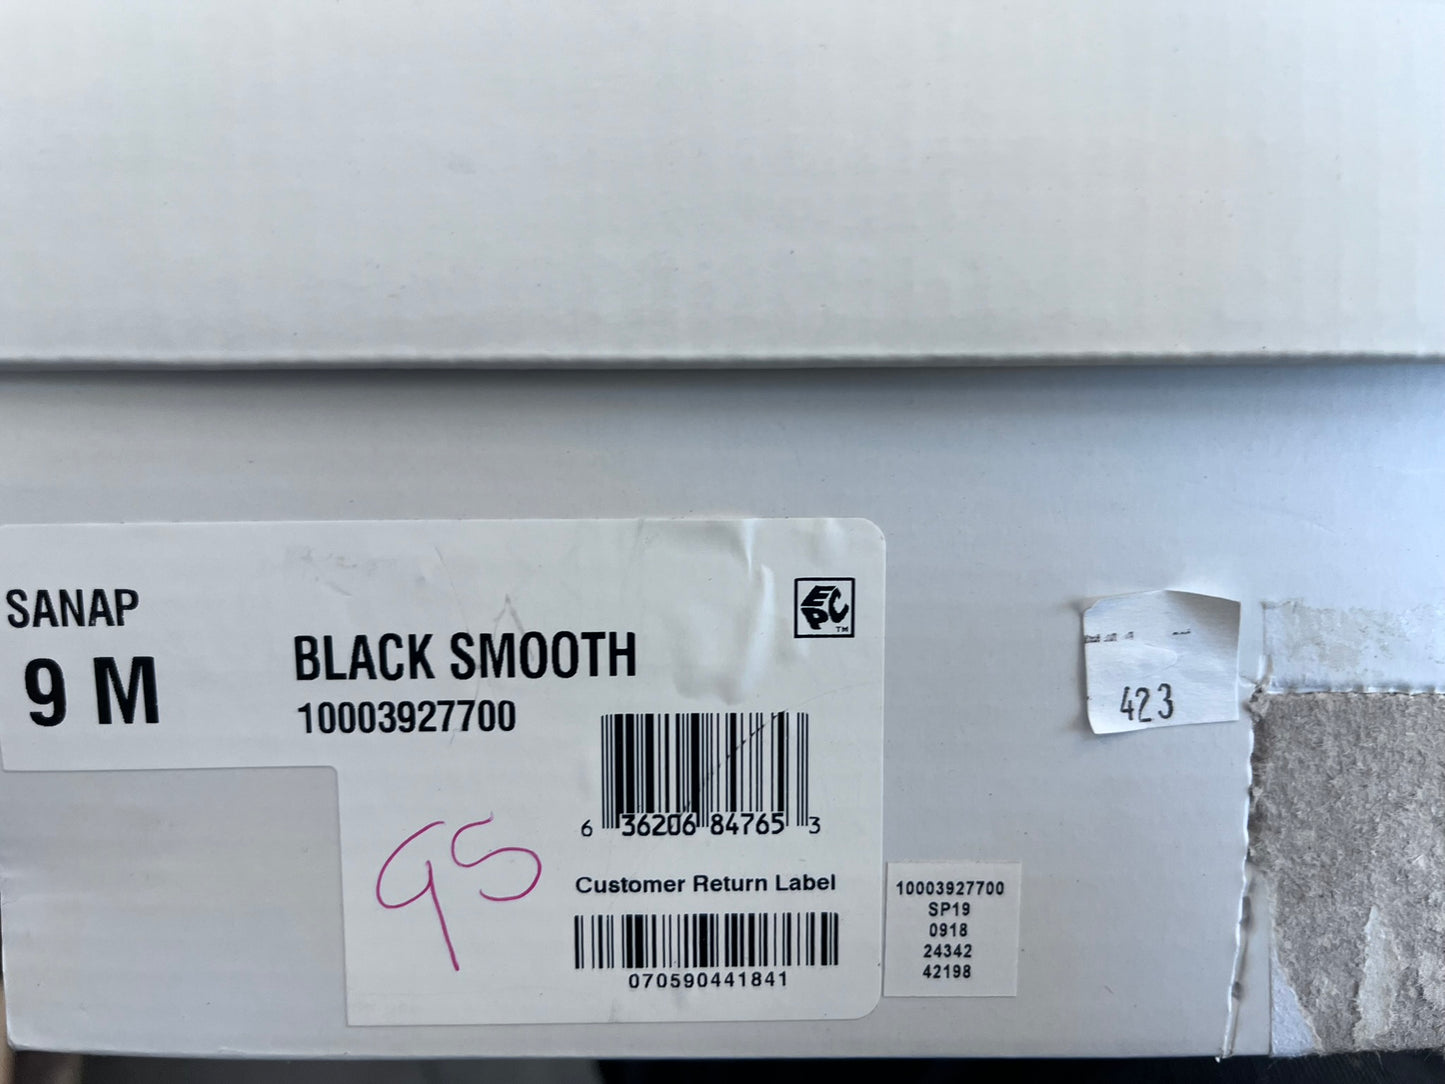 SANAP
9 M
BLACK SMOOTH
10003927700
EPC™
6 36206 84765 3
95
Customer Return Label
070590441841
423
10003927700
SP19
0918
24342
42198